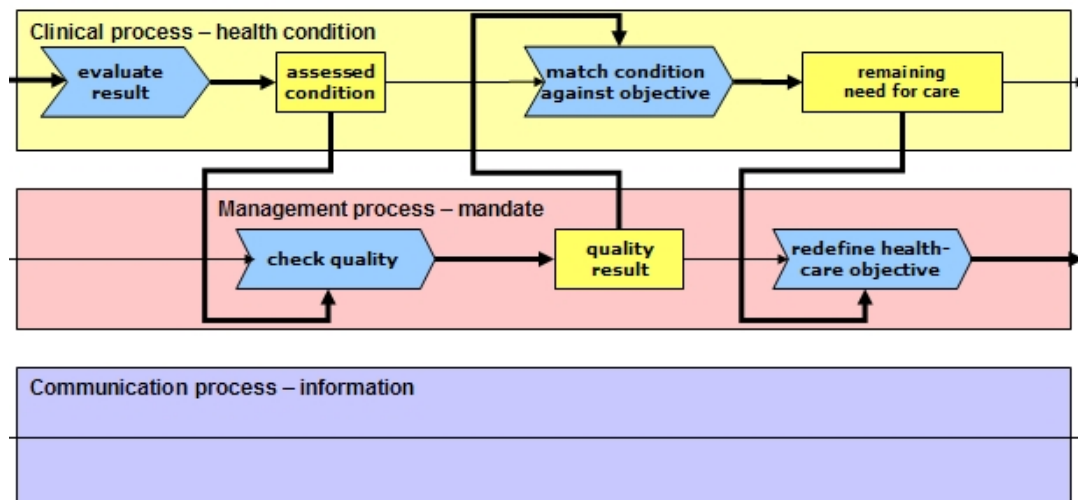 Clinical process – health condition
evaluate
result
assessed
condition
match condition
against objective
remaining
need for care
Management process – mandate
check quality
quality
result
redefine health-
care objective
Communication process – information